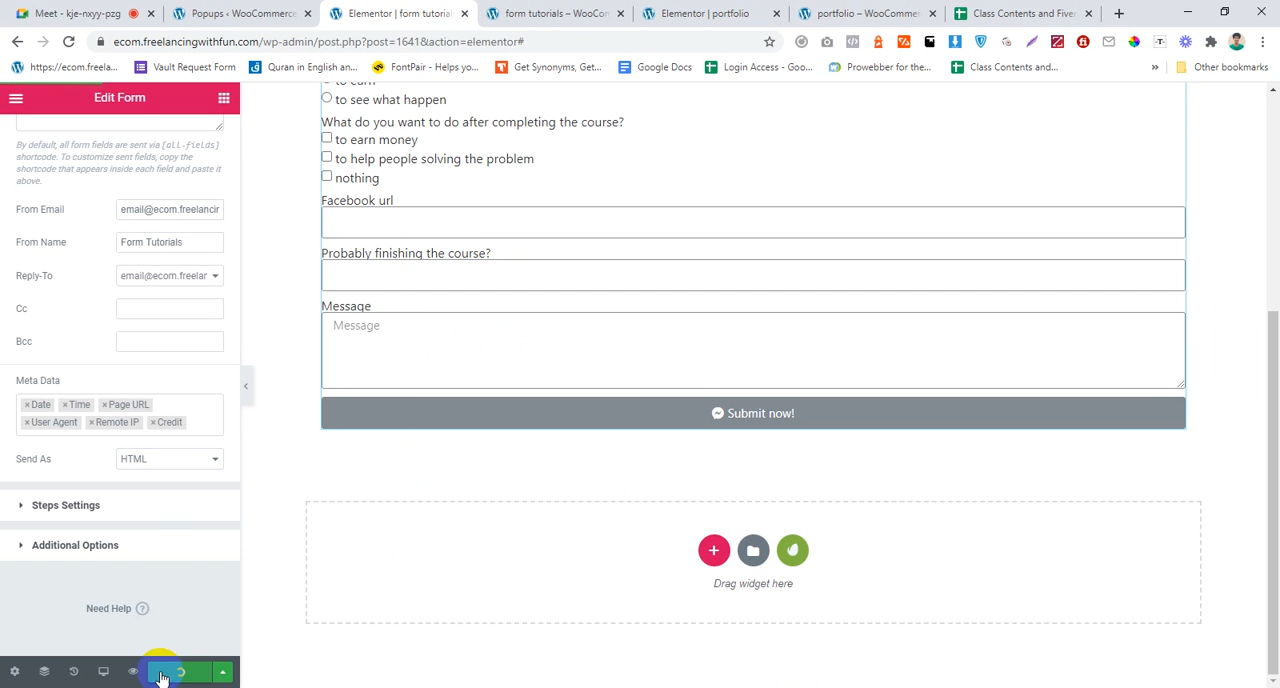 Meet - kje-nxyy-pzg
Popups ‹ WooCommerce
Elementor | form tutorial
form tutorials – WooCon
Elementor | portfolio
portfolio – WooCommer
Class Contents and Fiver
ecom.freelancingwithfun.com/wp-admin/post.php?post=1641&action=elementor#
https://ecom.freela...
Vault Request Form
Quran in English an...
FontPair - Helps yo...
Copy Synonyms, Get...
Google Docs
Login Access - Goo...
Prowebber for the...
Class Contents and...
»
Other bookmarks
Edit Form
By default, all form fields are sent via [all-fields]
shortcode. To customize sent fields, copy the
shortcode that appears inside each field and paste it
above.
From Email
email@ecom.freelancir
From Name
Form Tutorials
Reply-To
email@ecom.freelar
Cc
Bcc
Meta Data
×Date ×Time ×Page URL
×User Agent ×Remote IP ×Credit
Send As
HTML
Steps Settings
Additional Options
Need Help ?
to earn
to see what happen
What do you want to do after completing the course?
to earn money
to help people solving the problem
nothing
Facebook url
Probably finishing the course?
Message
Message
Submit now!
Drag widget here